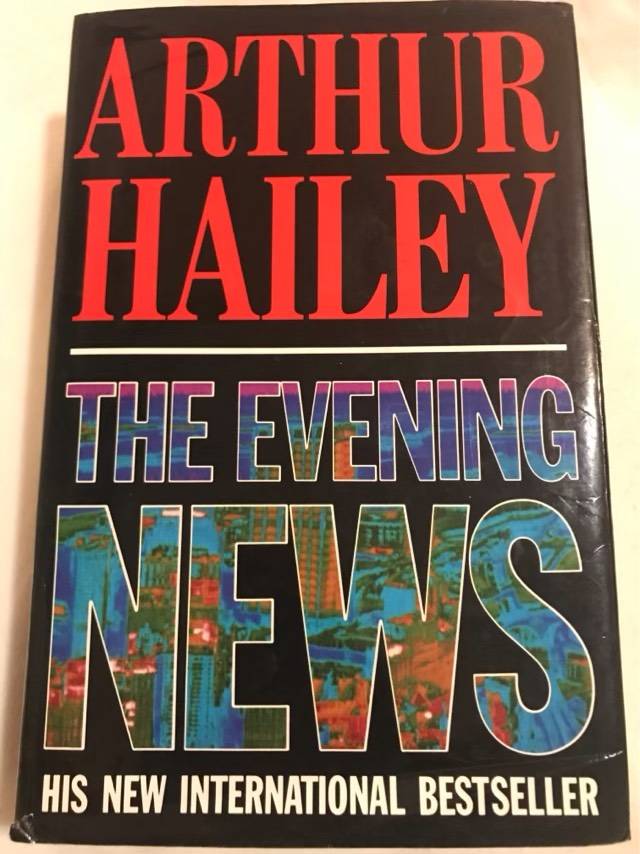 ARTHUR
HAILEY
THE EVENING
NEWS
HIS NEW INTERNATIONAL BESTSELLER